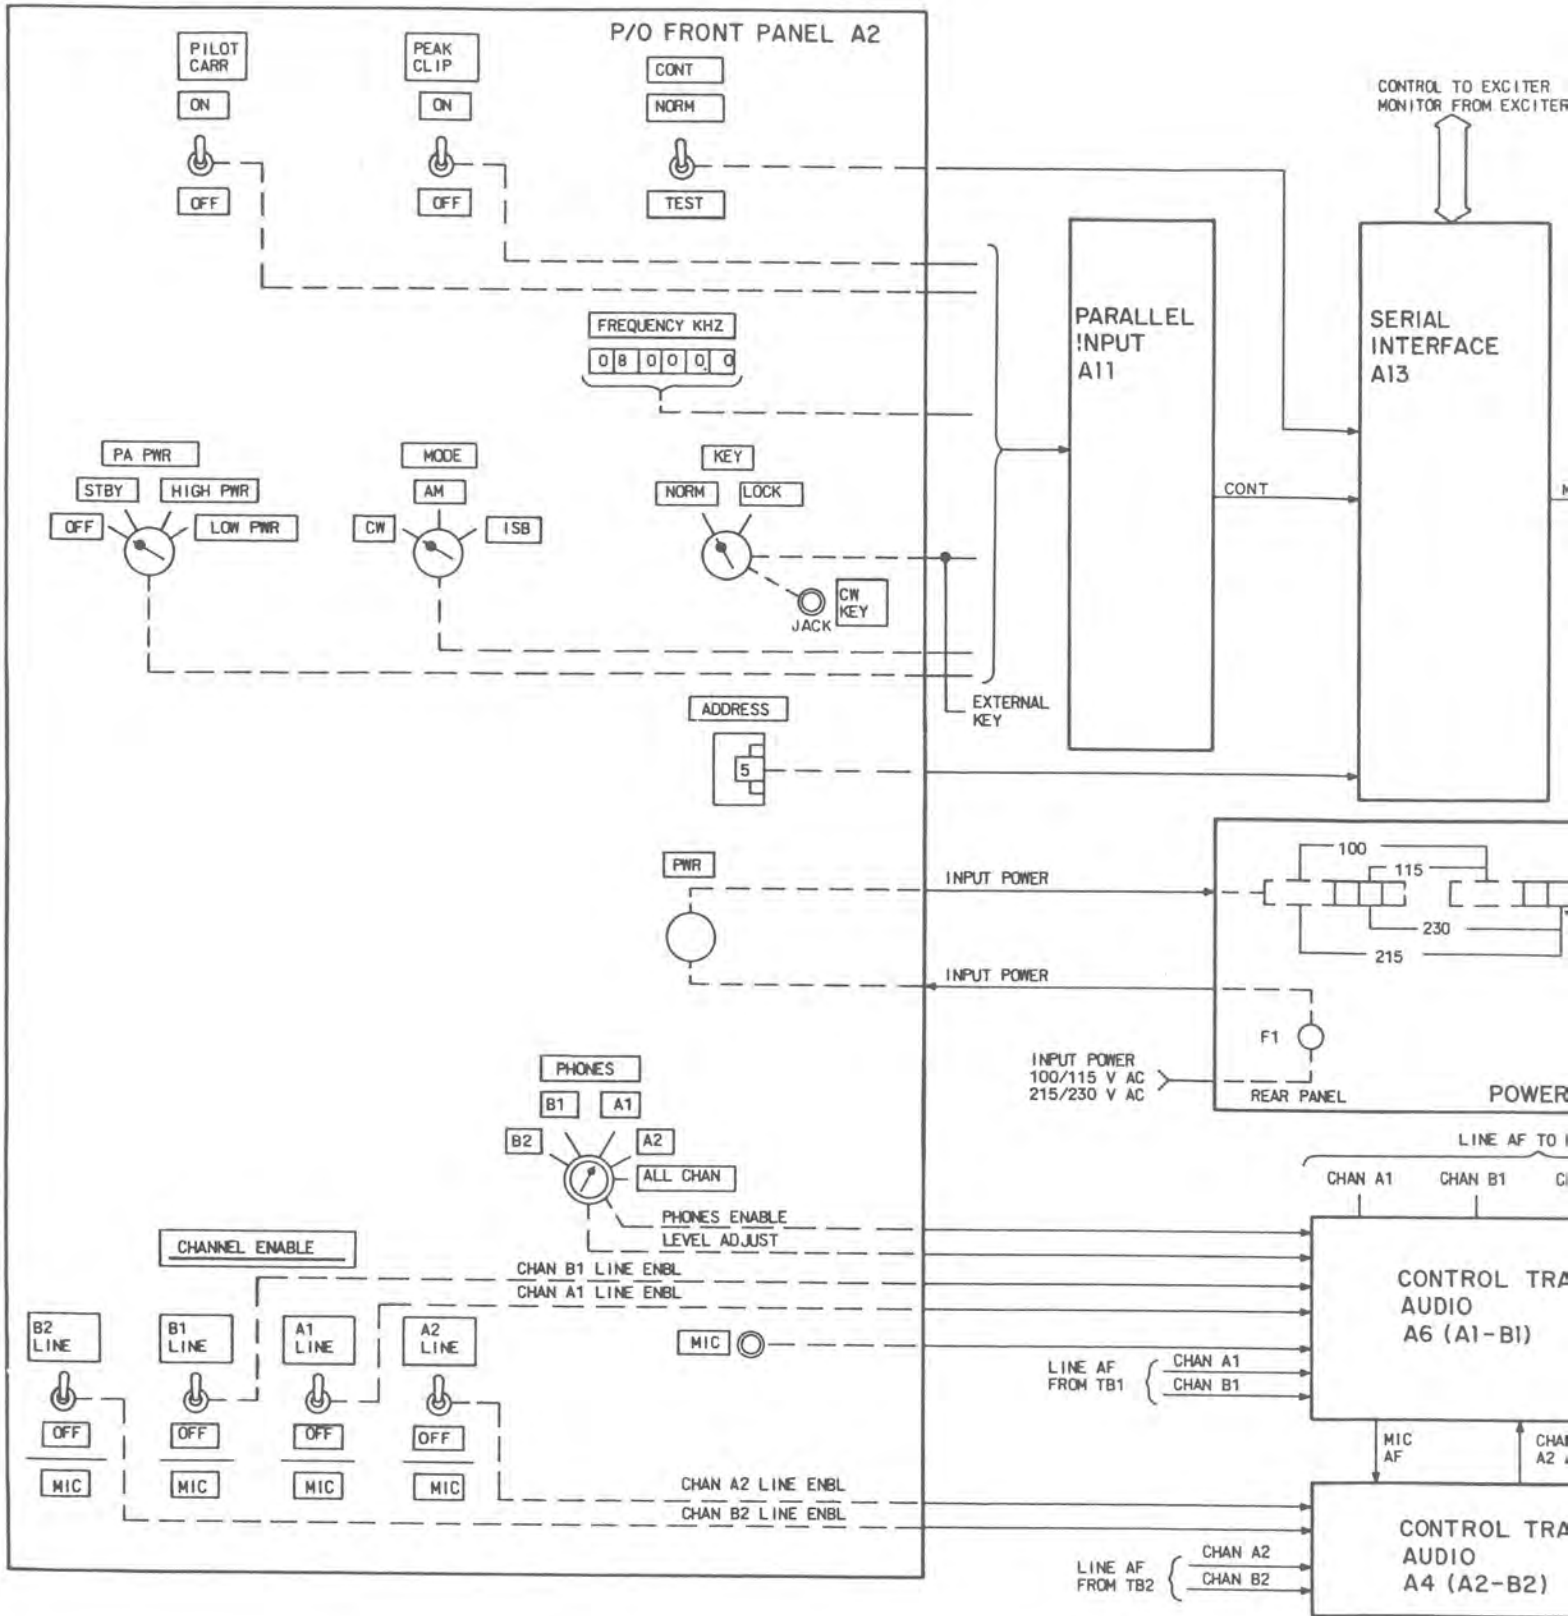 P/O FRONT PANEL A2
PILOT
CARR
ON
OFF
PEAK
CLIP
ON
OFF
CONT
NORM
TEST
CONTROL TO EXCITER
MONITOR FROM EXCITER
FREQUENCY KHZ
0 8 0 0 0. 0
PARALLEL
!NPUT
A11
SERIAL
INTERFACE
A13
CONT
PA PWR
STBY
HIGH PWR
OFF
LOW PWR
MODE
AM
CW
ISB
KEY
NORM
LOCK
CW
KEY
JACK
EXTERNAL
KEY
ADDRESS
5
PWR
INPUT POWER
INPUT POWER
100
115
230
215
F1
INPUT POWER
100/115 V AC
215/230 V AC
REAR PANEL
POWER
PHONES
B1
A1
B2
A2
ALL CHAN
PHONES ENABLE
LEVEL ADJUST
LINE AF TO
CHAN A1
CHAN B1
CHANNEL ENABLE
CHAN B1 LINE ENBL
CHAN A1 LINE ENBL
CONTROL TRA
AUDIO
A6 (A1-B1)
B2
LINE
OFF
MIC
B1
LINE
OFF
MIC
A1
LINE
OFF
MIC
A2
LINE
OFF
MIC
MIC
LINE AF
FROM TB1
CHAN A1
CHAN B1
MIC
AF
CHAN
A2
CHAN A2 LINE ENBL
CHAN B2 LINE ENBL
CONTROL TRA
AUDIO
A4 (A2-B2)
LINE AF
FROM TB2
CHAN A2
CHAN B2